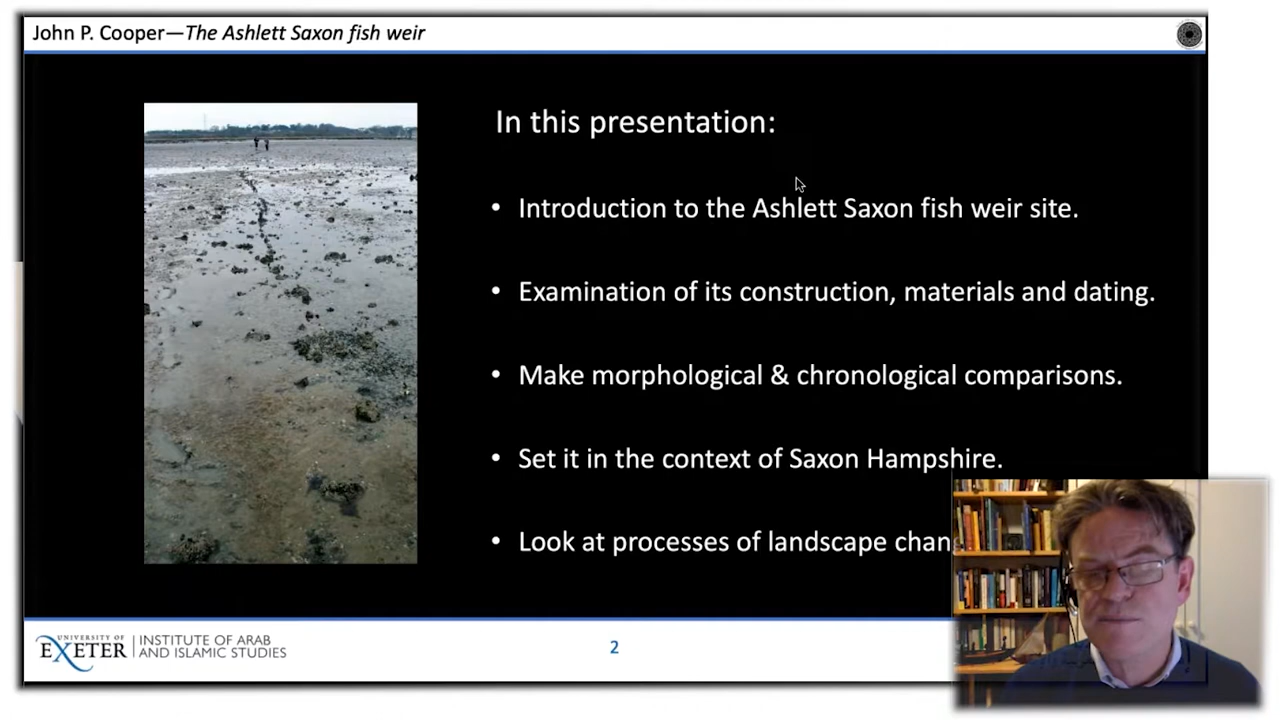 John P. Cooper—The Ashlett Saxon fish weir
In this presentation:
• Introduction to the Ashlett Saxon fish weir site.
• Examination of its construction, materials and dating.
• Make morphological & chronological comparisons.
• Set it in the context of Saxon Hampshire.
• Look at processes of landscape chan
UNIVERSITY OF
EXETER
INSTITUTE OF ARAB
AND ISLAMIC STUDIES
2